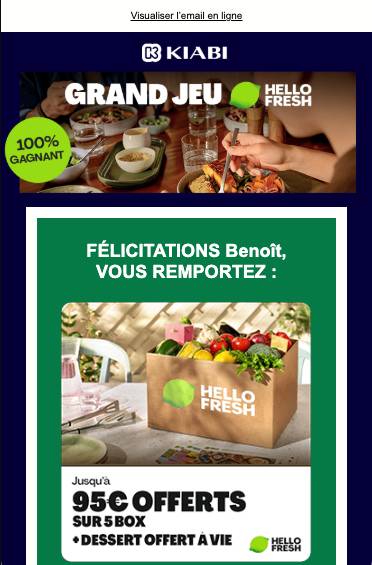 Visualiser l'email en ligne
KIABI
GRAND JEU
HELLO
FRESH
100%
GAGNANT
FÉLICITATIONS Benoît,
VOUS REMPORTEZ :
HELLO
FRESH
Jusqu'à
95€ OFFERTS
SUR 5 BOX
+ DESSERT OFFERT À VIE
HELLO
FRESH